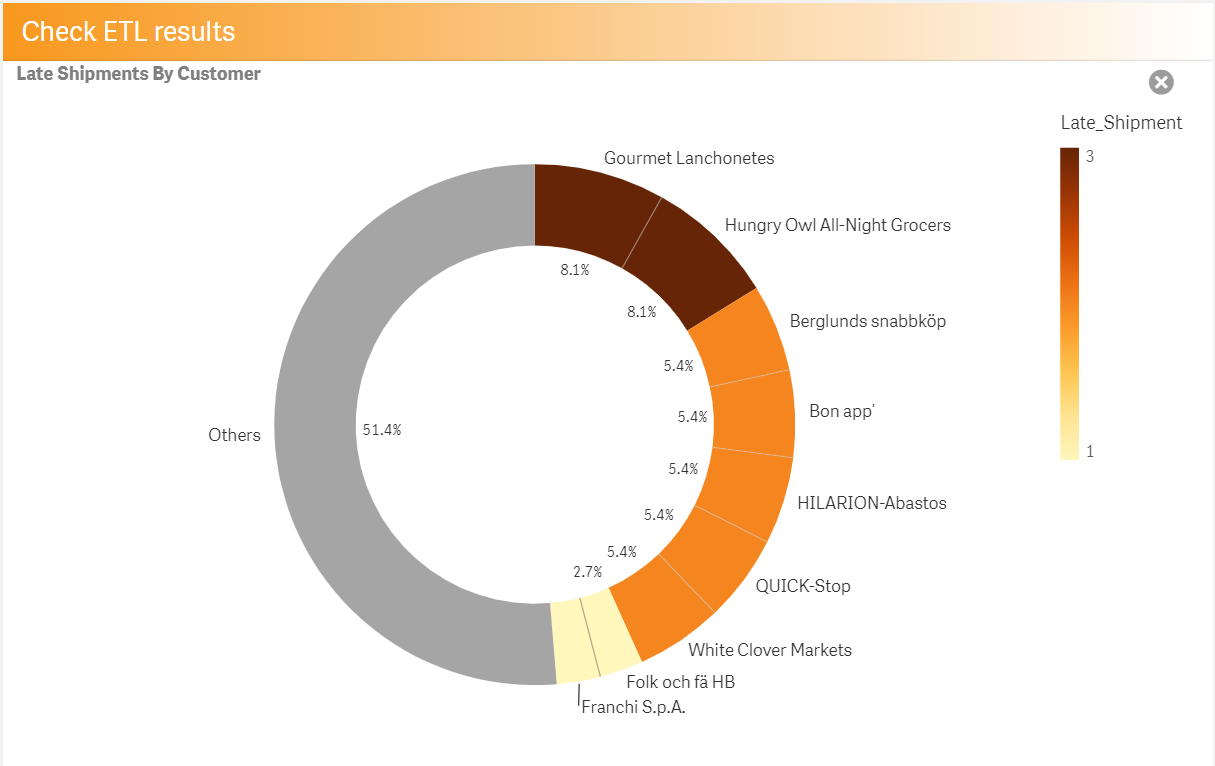 Check ETL results
Late Shipments By Customer
Late_Shipment
3
1
Gourmet Lanchonetes
8.1%
Hungry Owl All-Night Grocers
8.1%
Berglunds snabbköp
5.4%
Bon app'
5.4%
HILARION-Abastos
5.4%
QUICK-Stop
5.4%
White Clover Markets
5.4%
Folk och fä HB
2.7%
Franchi S.p.A.
Others
51.4%